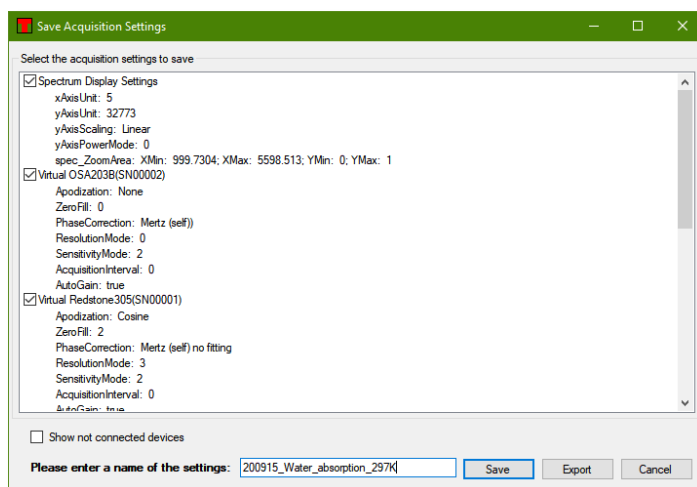 Save Acquisition Settings
Select the acquisition settings to save
Spectrum Display Settings
xAxisUnit: 5
yAxisUnit: 32773
yAxisScaling: Linear
yAxisPowerMode: 0
spec_ZoomArea: XMin: 999.7304; XMax: 5598.513; YMin: 0; YMax: 1
Virtual OSA203B(SN00002)
Apodization: None
ZeroFill: 0
PhaseCorrection: Mertz (self))
ResolutionMode: 0
SensitivityMode: 2
AcquisitionInterval: 0
AutoGain: true
Virtual Redstone305(SN00001)
Apodization: Cosine
ZeroFill: 2
PhaseCorrection: Mertz (self) no fitting
ResolutionMode: 3
SensitivityMode: 2
AcquisitionInterval: 0
AutoGain: true
Show not connected devices
Please enter a name of the settings: 200915_Water_absorption_297K Save Export Cancel